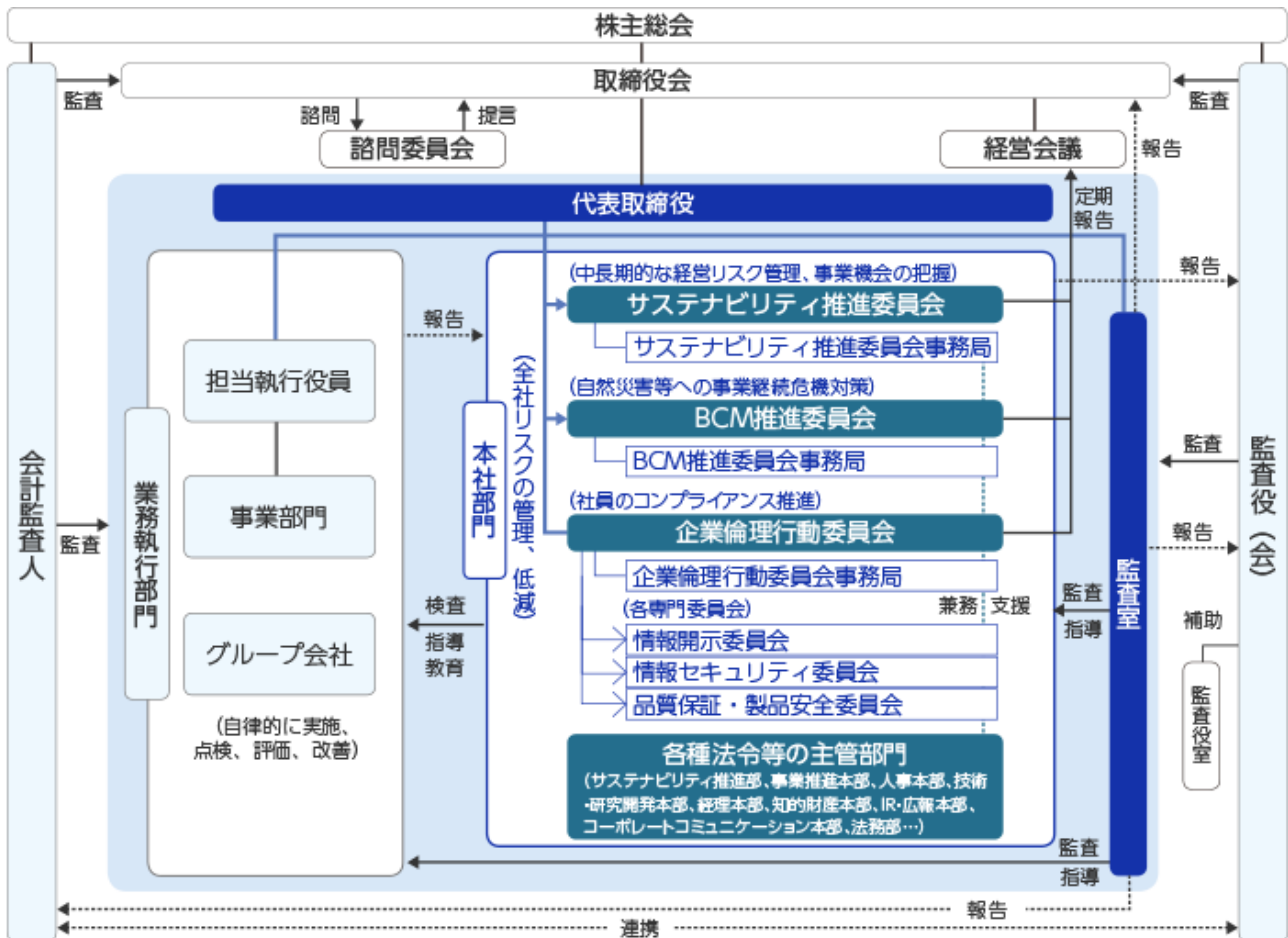 株主総会
取締役会
監査
監査
諮問
提言
諮問委員会
経営会議
報告
代表取締役
定期
報告
(中長期的な経営リスク管理、事業機会の把握)
報告
サステナビリティ推進委員会
報告
サステナビリティ推進委員会事務局
担当執行役員
(全社リスクの管理、低減)
(自然災害等への事業継続危機対策)
BCM推進委員会
本社部門
BCM推進委員会事務局
監査
会計監査人
監査役(会)
業務執行部門
事業部門
(社員のコンプライアンス推進)
企業倫理行動委員会
監査
報告
監査室
企業倫理行動委員会事務局
検査
指導
教育
(各専門委員会)
兼務
支援
監査
指導
補助
グループ会社
情報開示委員会
情報セキュリティ委員会
品質保証・製品安全委員会
監査役室
(自律的に実施、
点検、評価、改善)
各種法令等の主管部門
(サステナビリティ推進部、事業推進本部、人事本部、技術
・研究開発本部、経理本部、知的財産本部、IR・広報本部、
コーポレートコミュニケーション本部、法務部…)
監査
指導
報告
連携